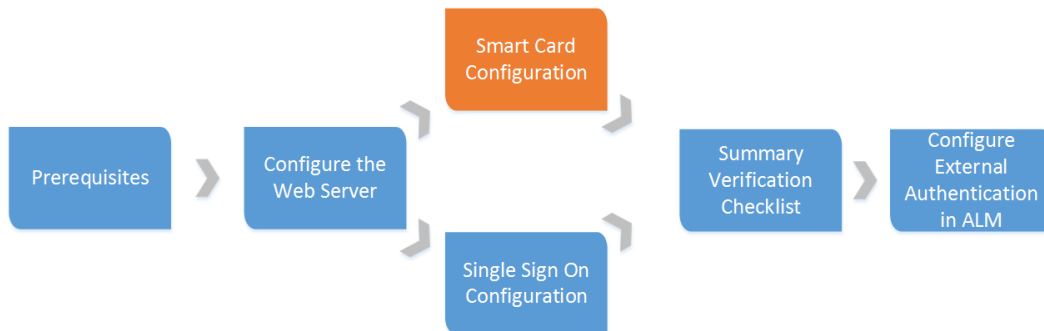 Prerequisites
Configure the
Web Server
Smart Card
Configuration
Single Sign On
Configuration
Summary
Verification
Checklist
Configure
External
Authentication
in ALM